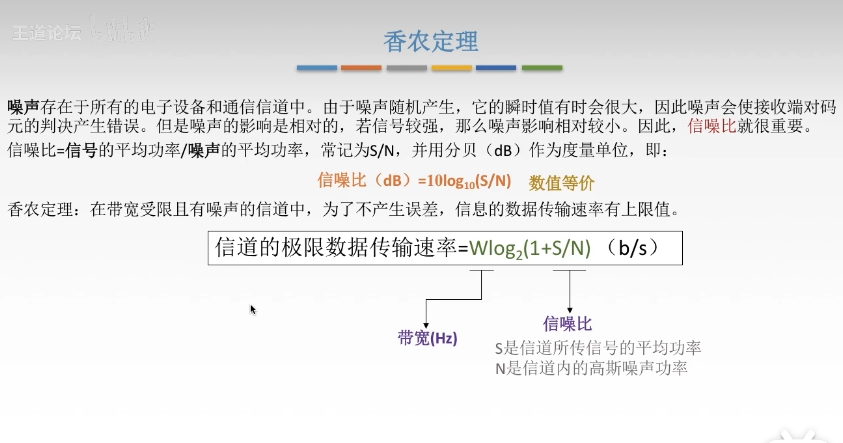 王道论坛
香农定理
噪声存在于所有的电子设备和通信信道中。由于噪声随机产生，它的瞬时值有时会很大，因此噪声会使接收端对码
元的判决产生错误。但是噪声的影响是相对的，若信号较强，那么噪声影响相对较小。因此，信噪比就很重要。
信噪比=信号的平均功率/噪声的平均功率，常记为S/N，并用分贝（dB）作为度量单位，即：
信噪比（dB）=10log₁₀(S/N) 数值等价
香农定理：在带宽受限且有噪声的信道中，为了不产生误差，信息的数据传输速率有上限值。
信道的极限数据传输速率=Wlog₂(1+S/N)（b/s）
带宽(Hz)
信噪比
S是信道所传信号的平均功率
N是信道内的高斯噪声功率